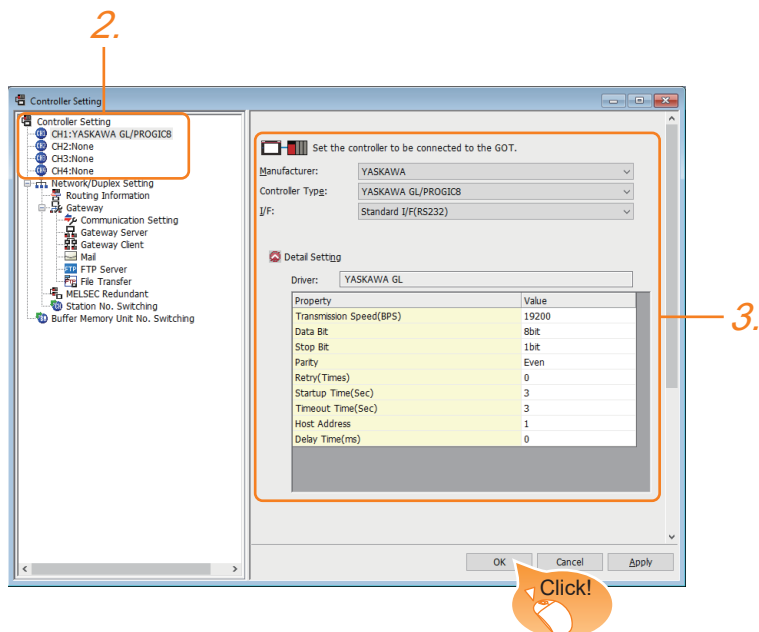 2.
Controller Setting
Controller Setting
CH1:YASKAWA GL/PROGIC8
CH2:None
CH3:None
CH4:None
Network/Duplex Setting
Routing Information
Gateway
Communication Setting
Gateway Server
Gateway Client
Mail
FTP Server
File Transfer
MELSEC Redundant
Station No. Switching
Buffer Memory Unit No. Switching
Set the controller to be connected to the GOT.
Manufacturer: YASKAWA
Controller Type: YASKAWA GL/PROGIC8
I/F: Standard I/F(RS232)
Detail Setting
Driver: YASKAWA GL
Property Value
Transmission Speed(BPS) 19200
Data Bit 8bit
Stop Bit 1bit
Parity Even
Retry(Times) 0
Startup Time(Sec) 3
Timeout Time(Sec) 3
Host Address 1
Delay Time(ms) 0
3.
OK Cancel Apply
Click!